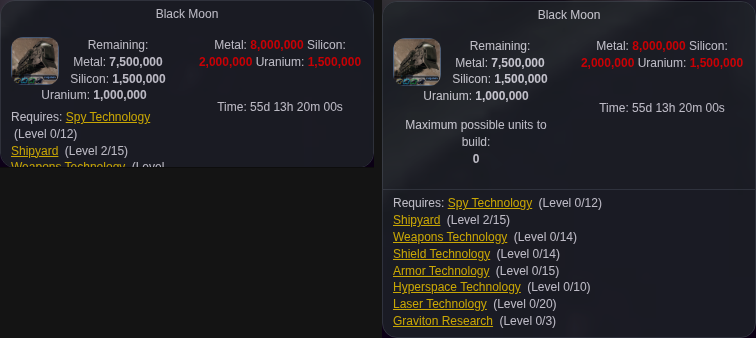 Black Moon
Remaining:
Metal: 7,500,000
Silicon: 1,500,000
Uranium: 1,000,000
Metal: 8,000,000 Silicon:
2,000,000 Uranium: 1,500,000
Time: 55d 13h 20m 00s
Requires: Spy Technology
(Level 0/12)
Shipyard (Level 2/15)
Weapons Technology (Level
Black Moon
Remaining:
Metal: 7,500,000
Silicon: 1,500,000
Uranium: 1,000,000
Metal: 8,000,000 Silicon:
2,000,000 Uranium: 1,500,000
Time: 55d 13h 20m 00s
Maximum possible units to
build:
0
Requires: Spy Technology (Level 0/12)
Shipyard (Level 2/15)
Weapons Technology (Level 0/14)
Shield Technology (Level 0/14)
Armor Technology (Level 0/15)
Hyperspace Technology (Level 0/10)
Laser Technology (Level 0/20)
Graviton Research (Level 0/3)